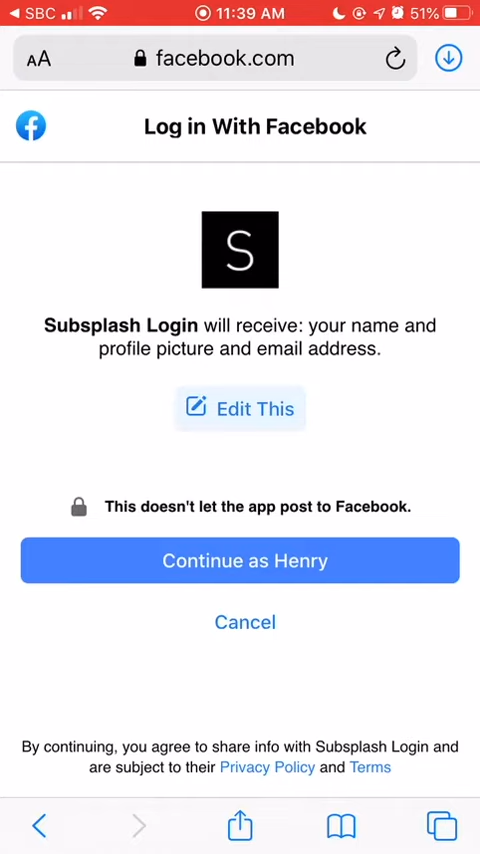 ◀ SBC 11:39 AM 51%
AA facebook.com
Log in With Facebook
S
Subsplash Login will receive: your name and
profile picture and email address.
Edit This
This doesn't let the app post to Facebook.
Continue as Henry
Cancel
By continuing, you agree to share info with Subsplash Login and
are subject to their Privacy Policy and Terms